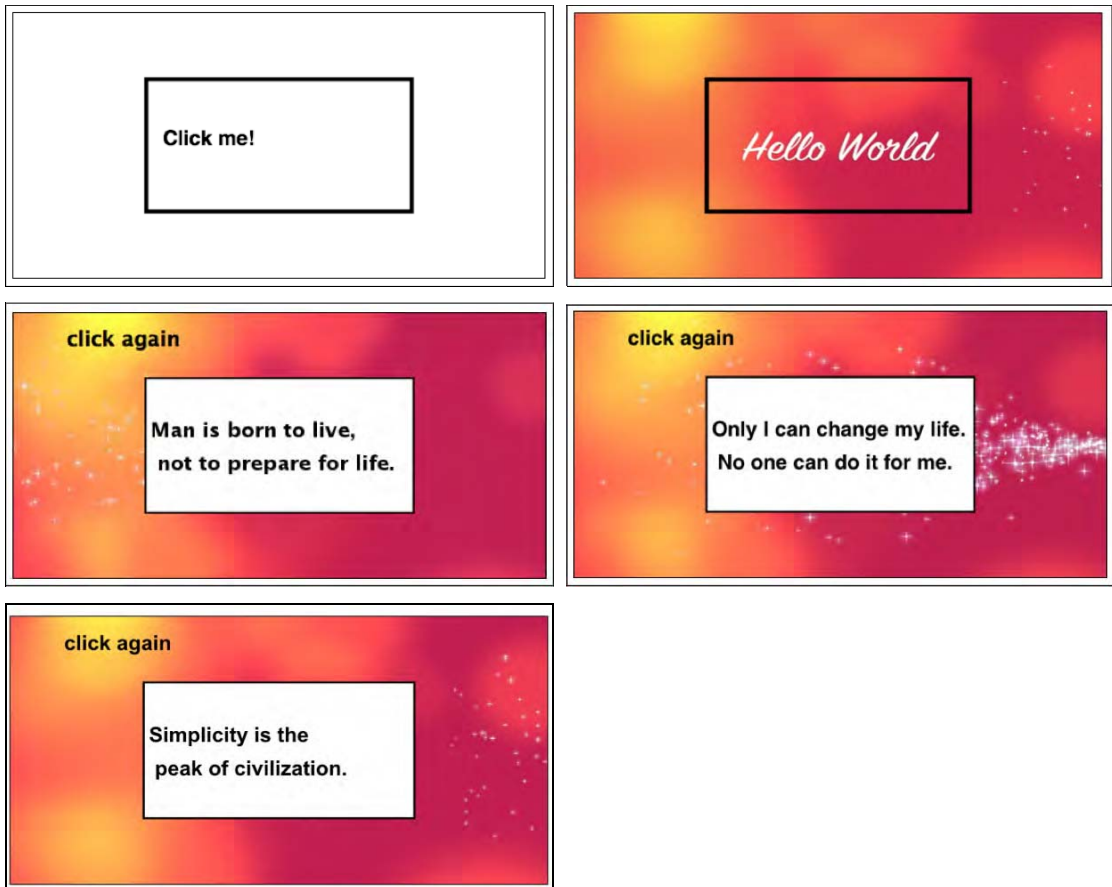 Click me!
Hello World
click again
Man is born to live,
not to prepare for life.
click again
Only I can change my life.
No one can do it for me.
click again
Simplicity is the
peak of civilization.